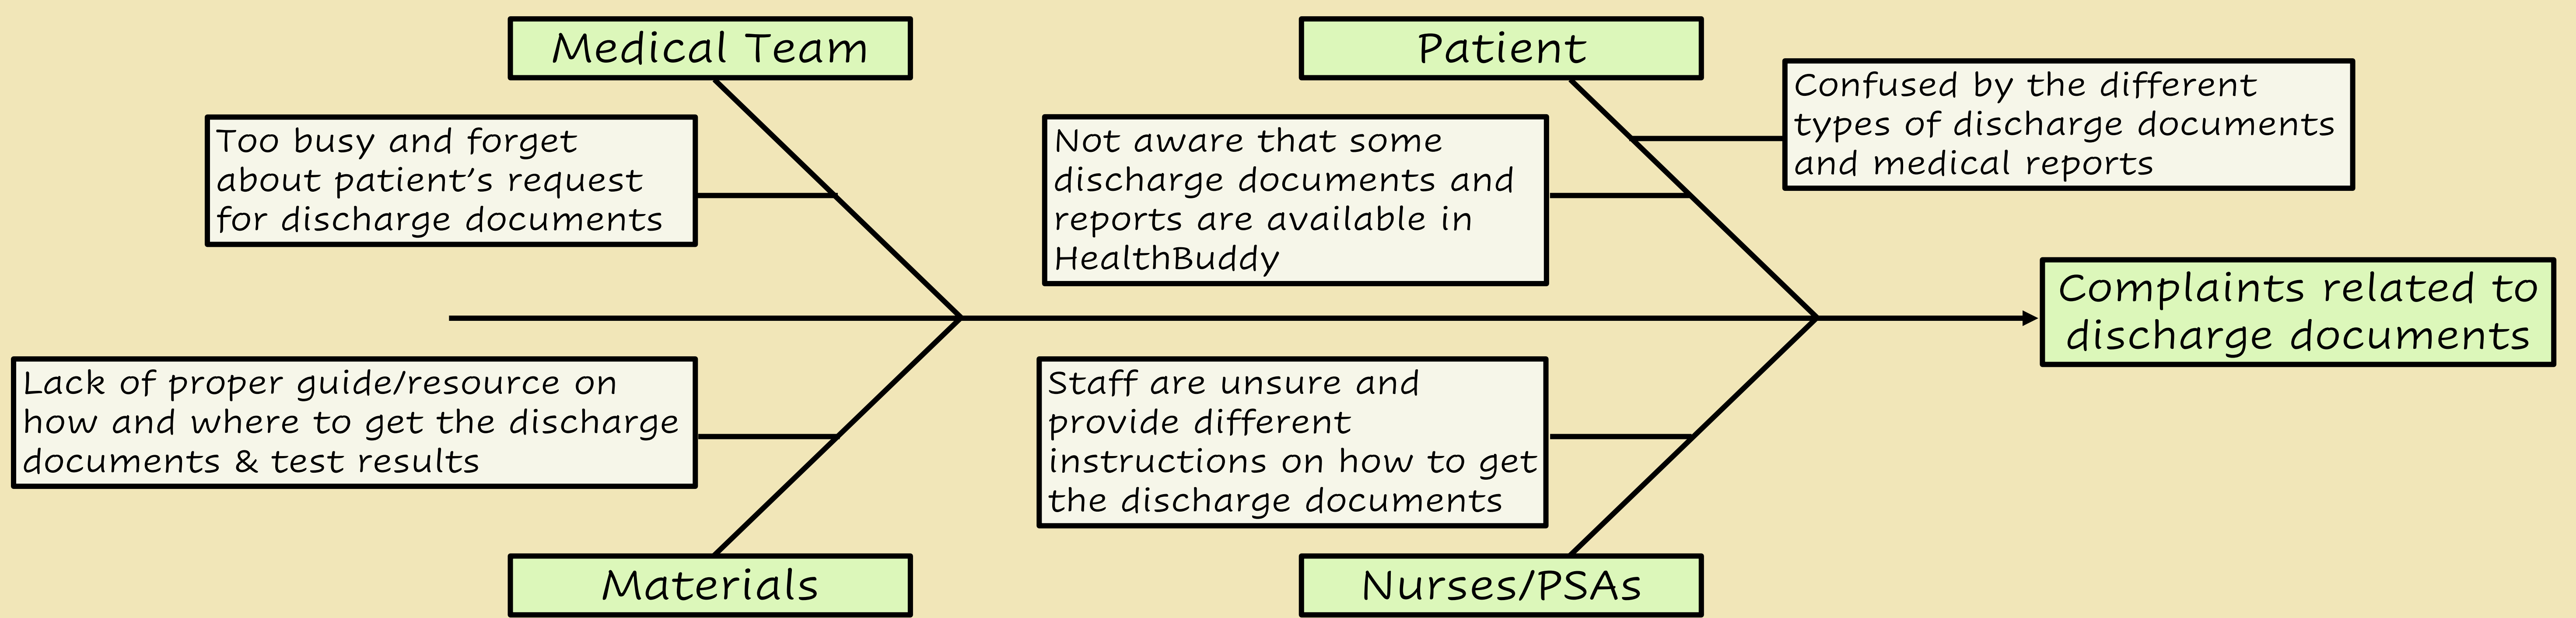 Medical Team
Patient
Too busy and forget
about patient's request
for discharge documents
Not aware that some
discharge documents and
reports are available in
HealthBuddy
Confused by the different
types of discharge documents
and medical reports
Complaints related to
discharge documents
Lack of proper guide/resource on
how and where to get the discharge
documents & test results
Staff are unsure and
provide different
instructions on how to get
the discharge documents
Materials
Nurses/PSAs